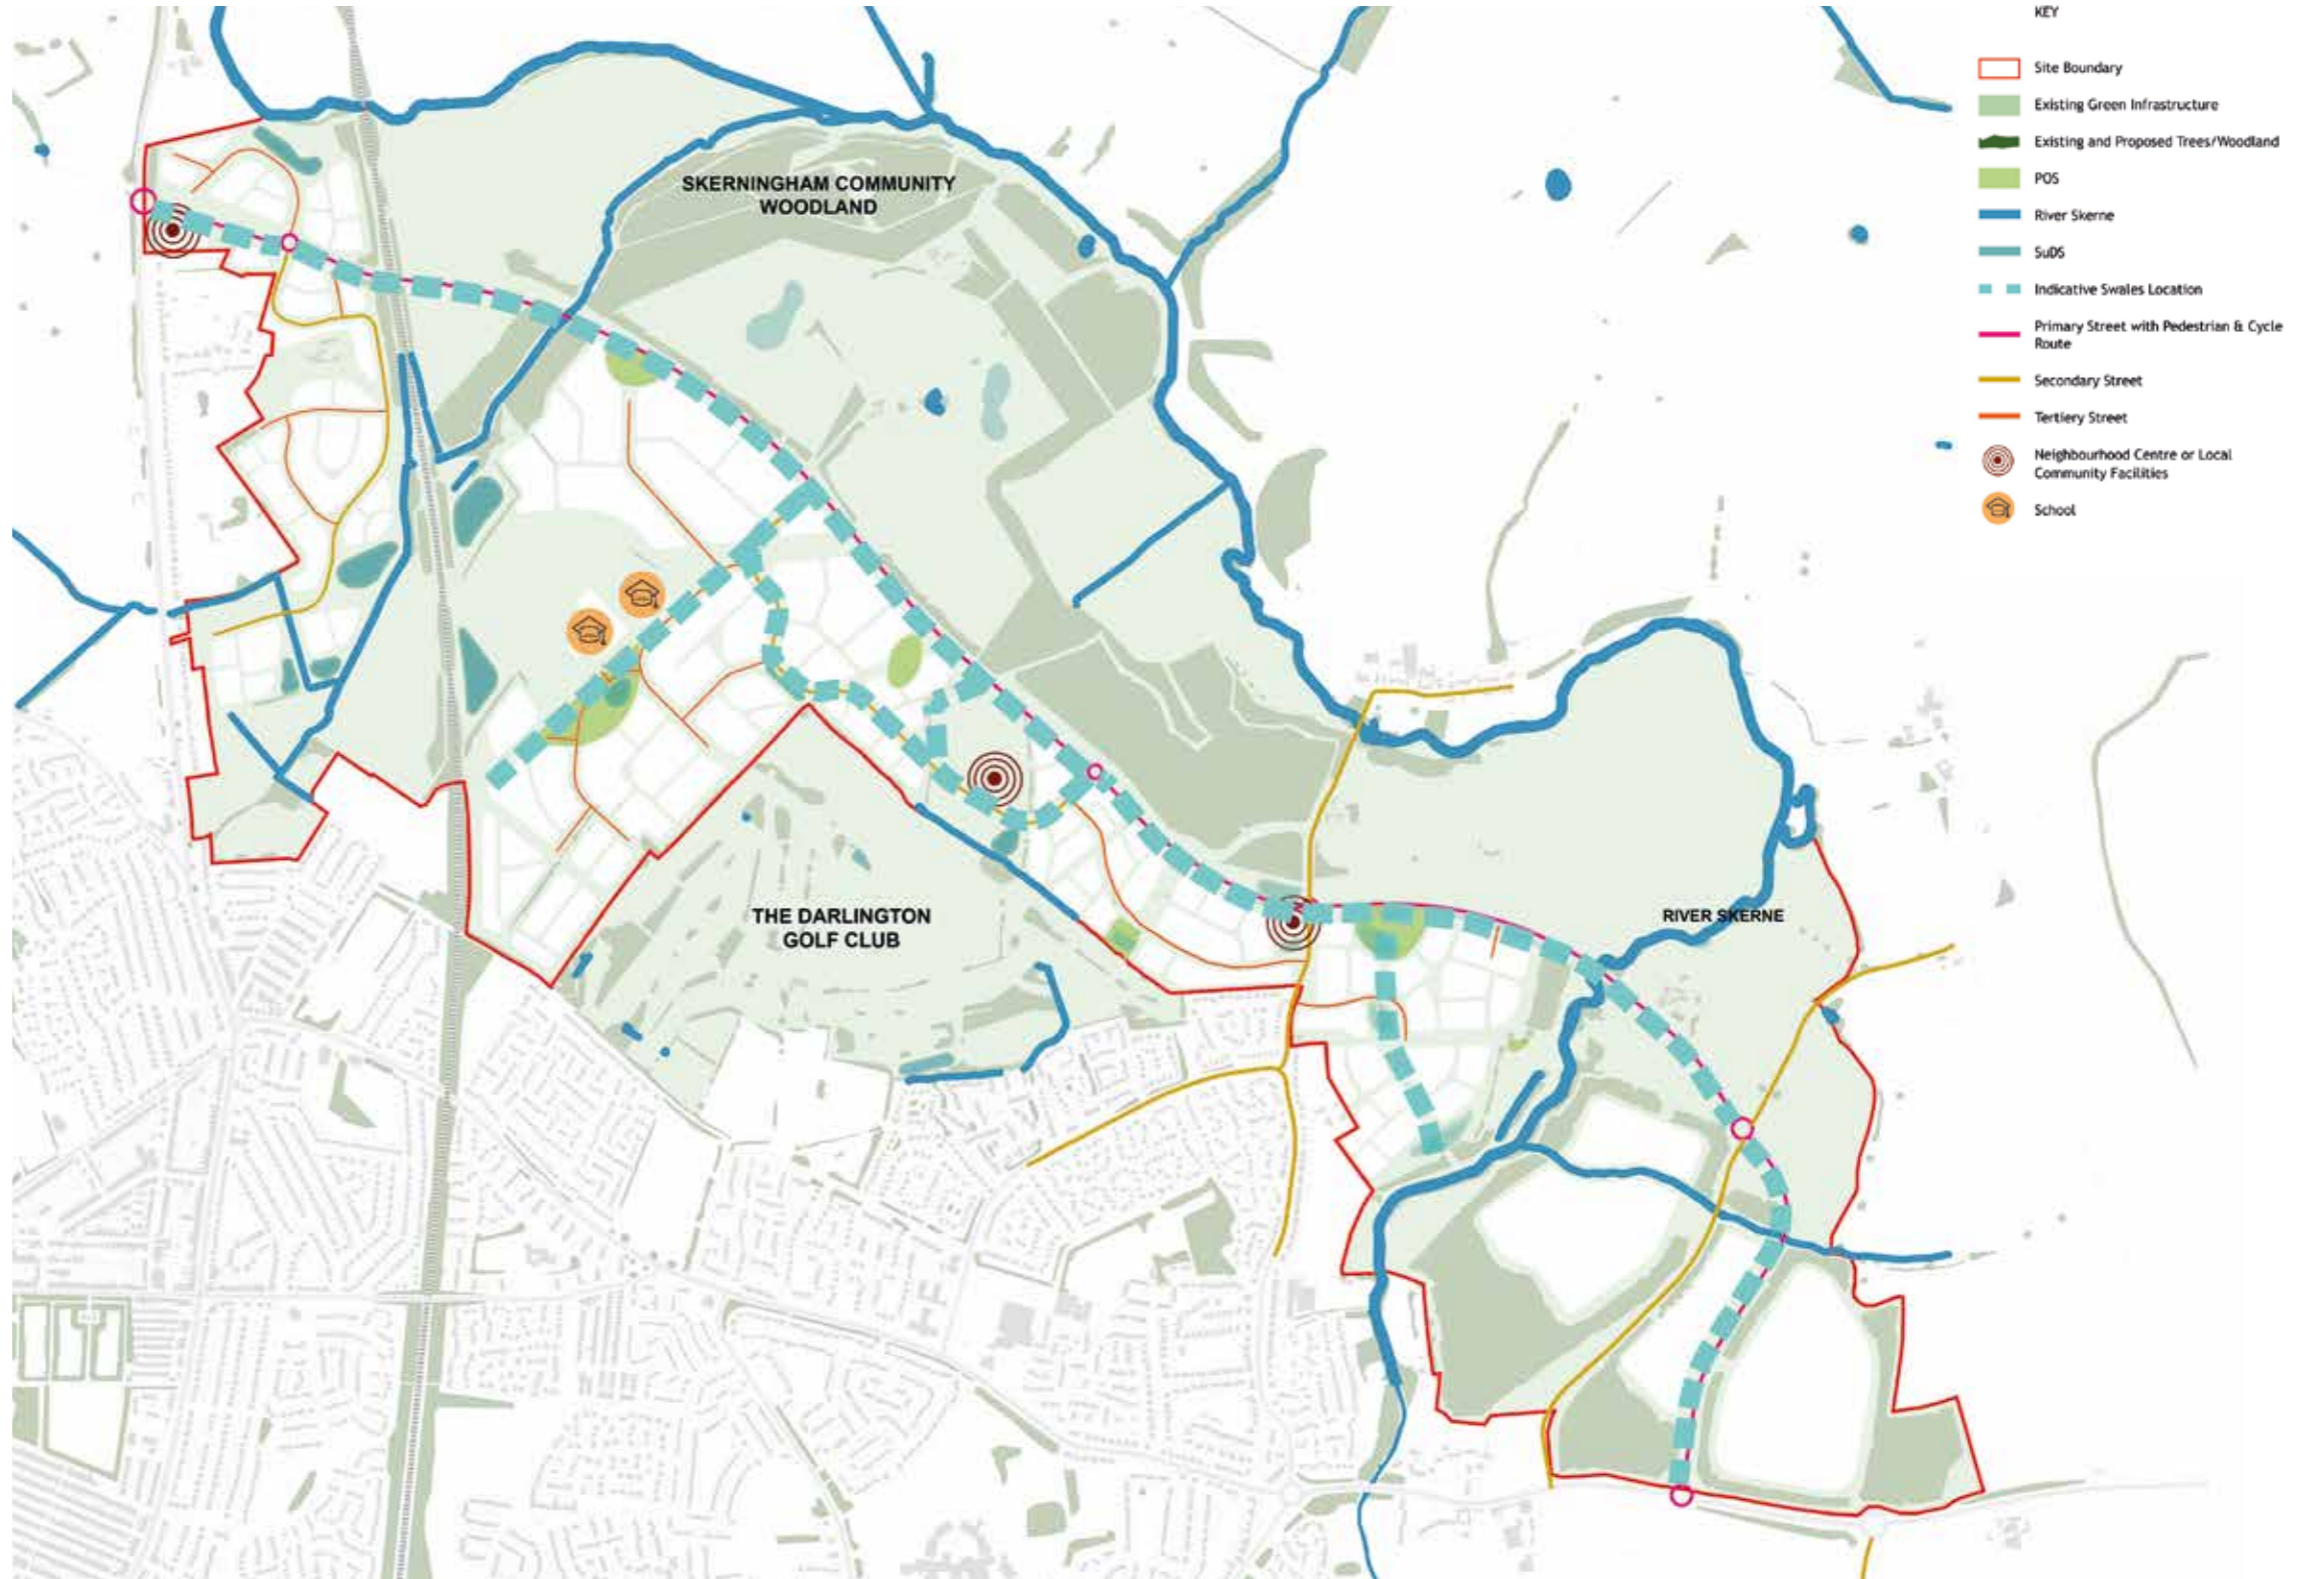 KEY
Site Boundary
Existing Green Infrastructure
Existing and Proposed Trees/Woodland
POS
River Skerne
SuDS
Indicative Swales Location
Primary Street with Pedestrian & Cycle
Route
Secondary Street
Tertiery Street
Neighbourhood Centre or Local
Community Facilities
School
SKERNINGHAM COMMUNITY
WOODLAND
THE DARLINGTON
GOLF CLUB
RIVER SKERNE